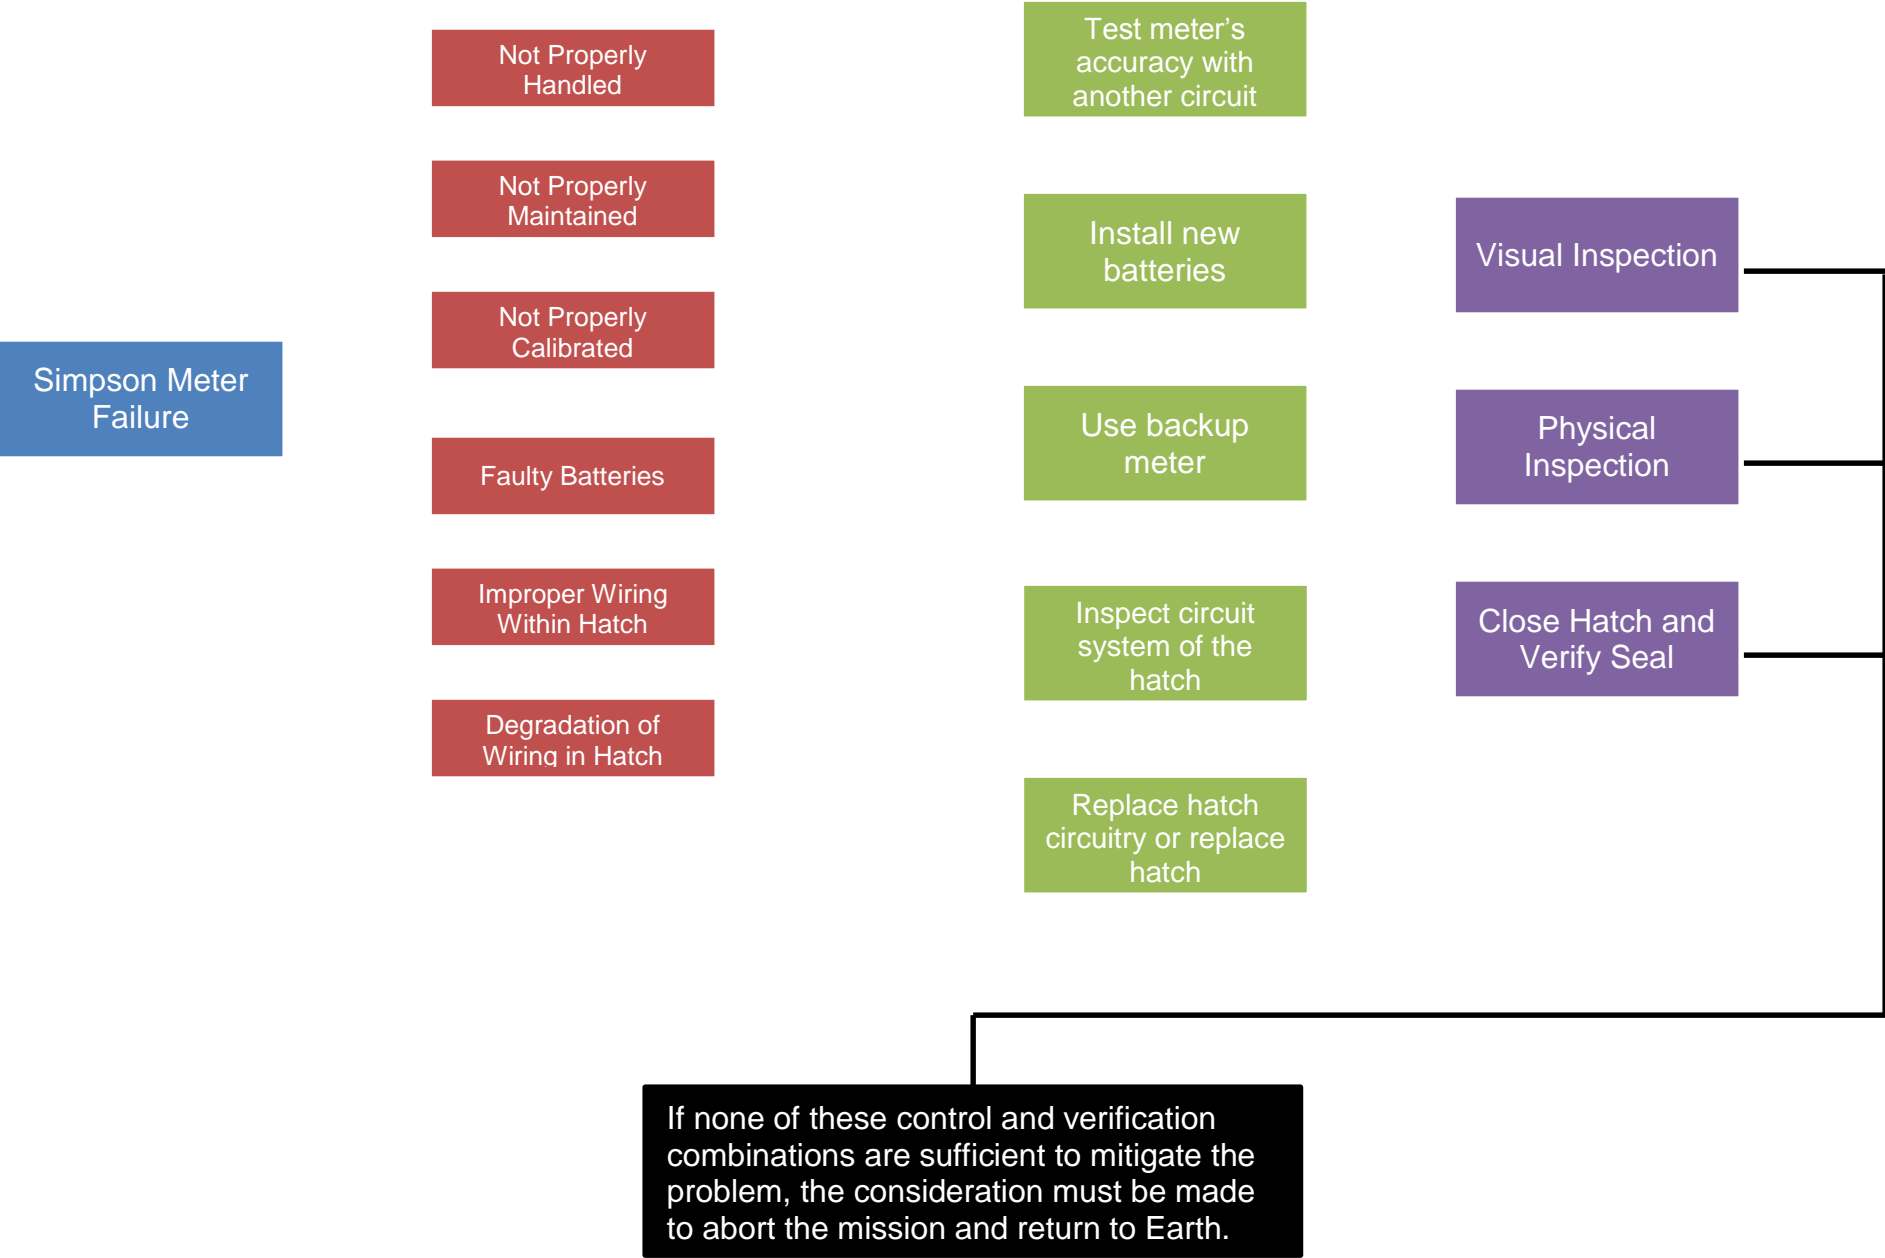 Simpson Meter
Failure
Not Properly
Handled
Not Properly
Maintained
Not Properly
Calibrated
Faulty Batteries
Improper Wiring
Within Hatch
Degradation of
Wiring in Hatch
Test meter’s
accuracy with
another circuit
Install new
batteries
Use backup
meter
Inspect circuit
system of the
hatch
Replace hatch
circuitry or replace
hatch
Visual Inspection
Physical
Inspection
Close Hatch and
Verify Seal
If none of these control and verification
combinations are sufficient to mitigate the
problem, the consideration must be made
to abort the mission and return to Earth.